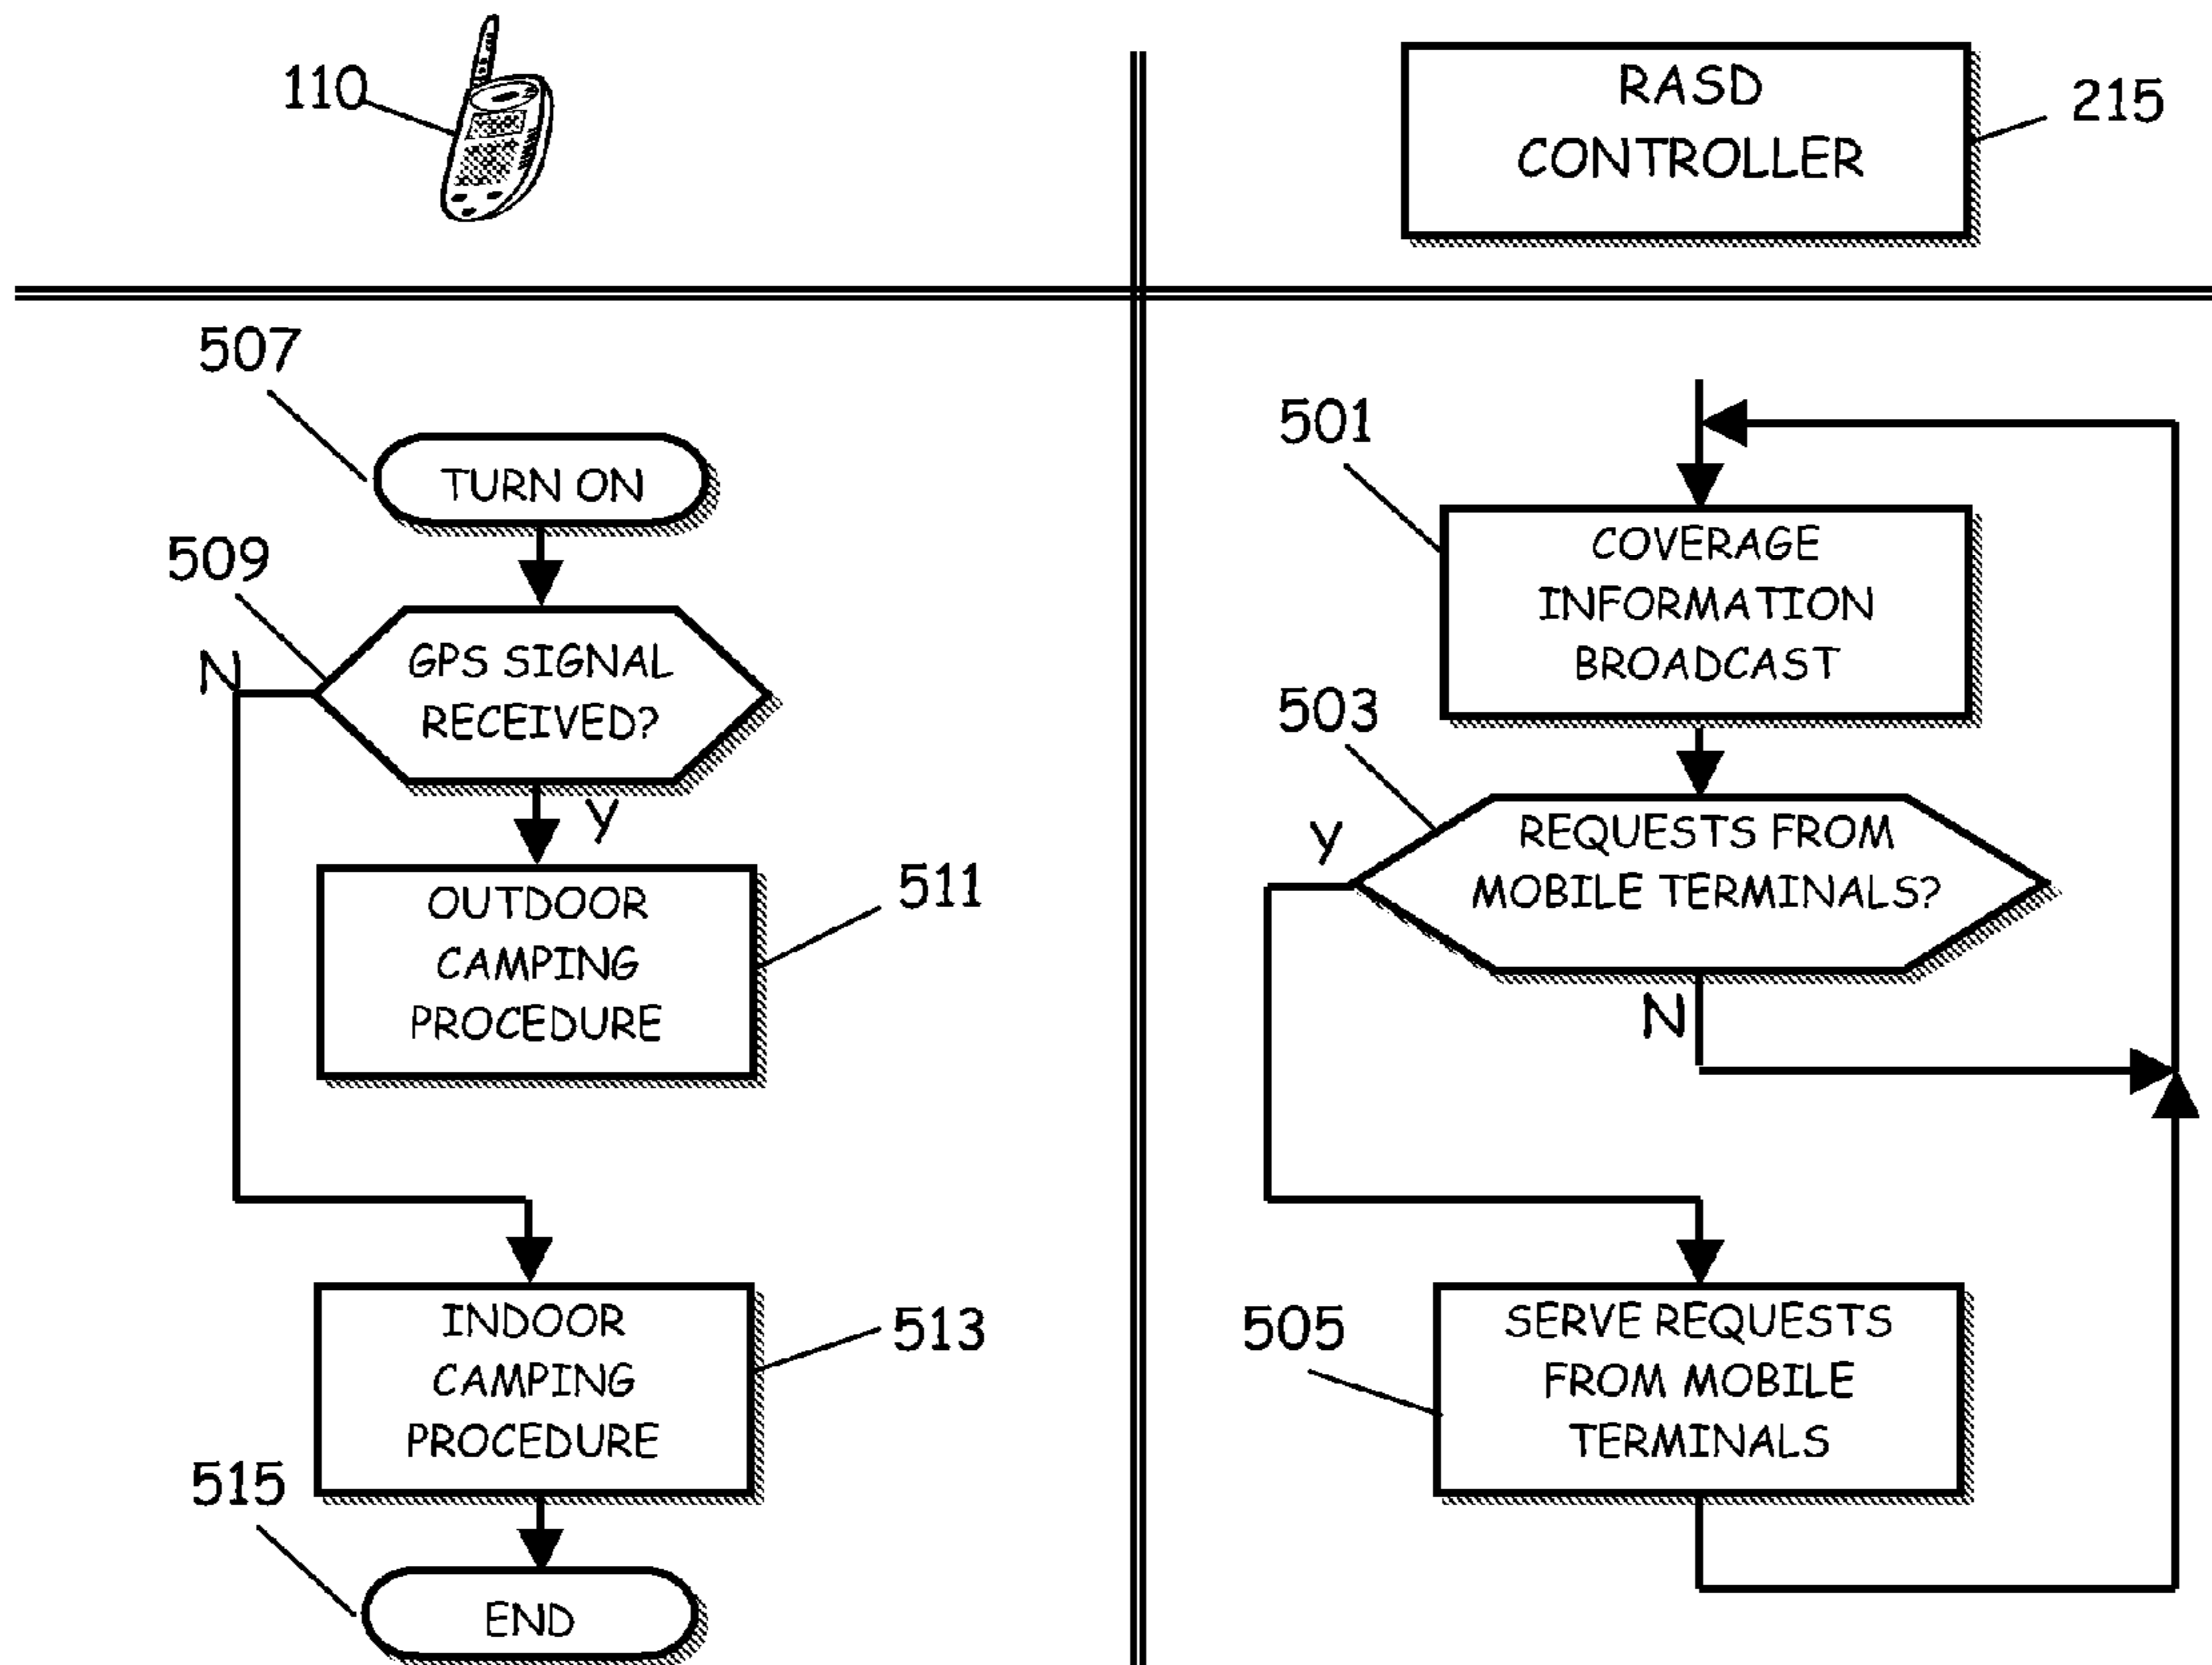 110
RASD
CONTROLLER
215
507
TURN ON
509
N
GPS SIGNAL
RECEIVED?
Y
OUTDOOR
CAMPING
PROCEDURE
511
INDOOR
CAMPING
PROCEDURE
513
515
END
501
COVERAGE
INFORMATION
BROADCAST
503
Y
REQUESTS FROM
MOBILE TERMINALS?
N
505
SERVE REQUESTS
FROM MOBILE
TERMINALS